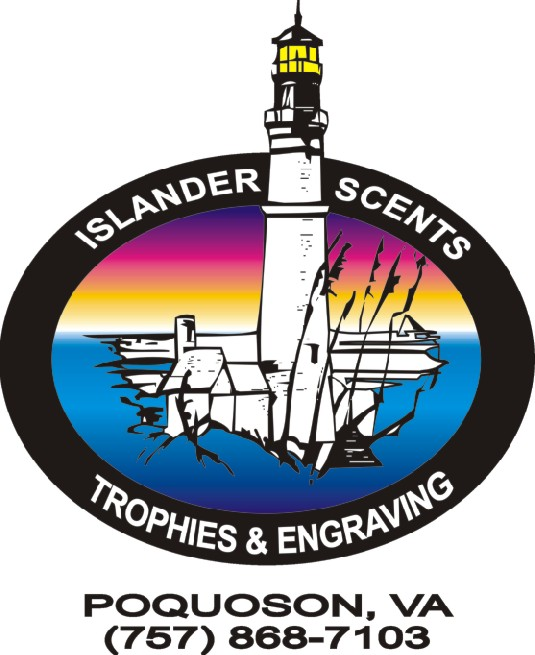 ISLANDER SCENTS
TROPHIES & ENGRAVING
POQUOSON, VA
(757) 868-7103